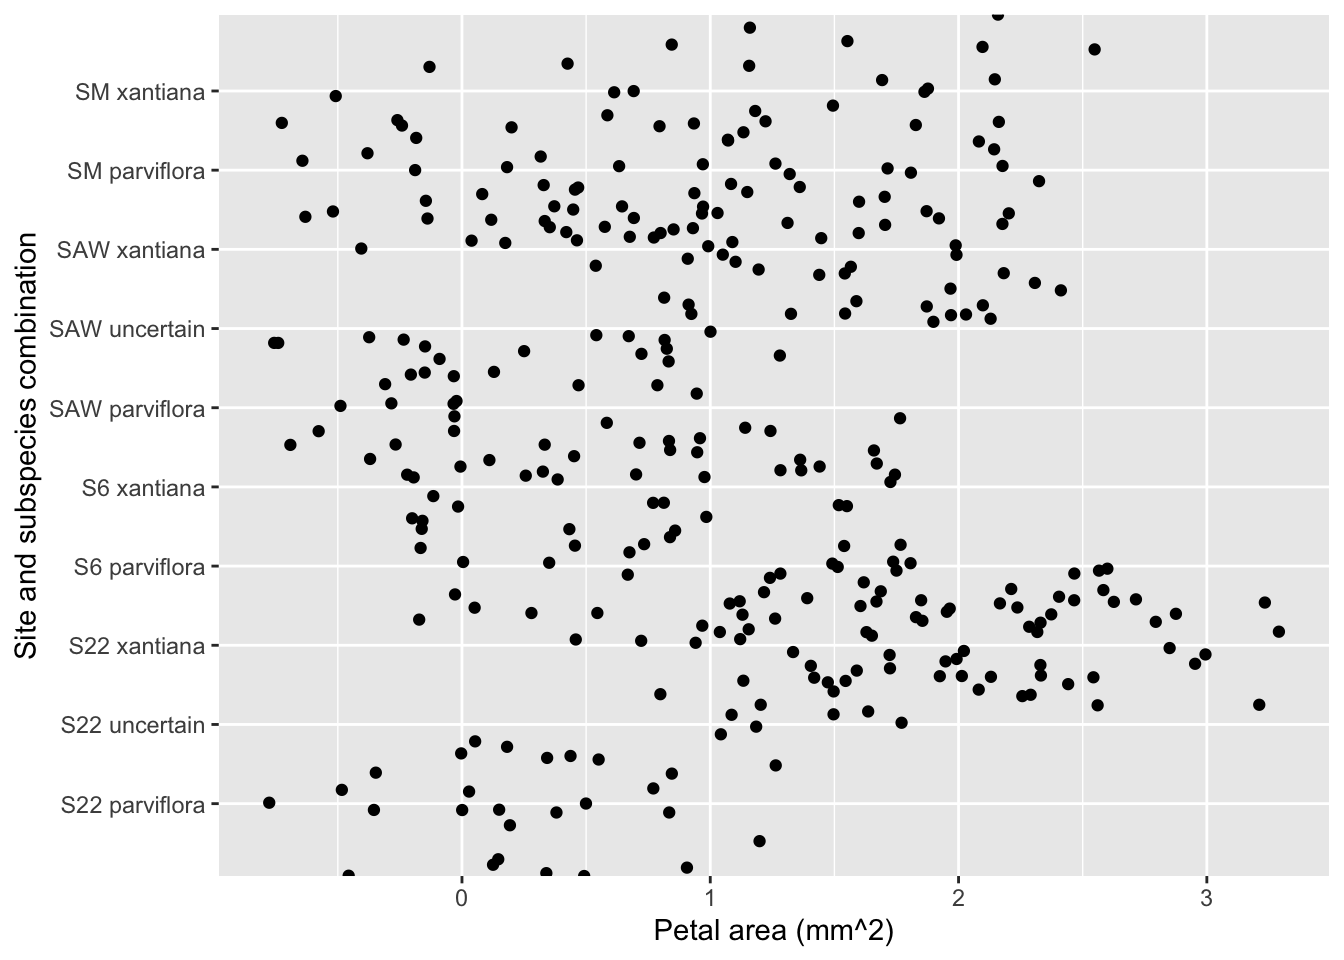 SM xantiana
SM parviflora
SAW xantiana
SAW uncertain
SAW parviflora
S6 xantiana
S6 parviflora
S22 xantiana
S22 uncertain
S22 parviflora
Site and subspecies combination
0 1 2 3
Petal area (mm^2)